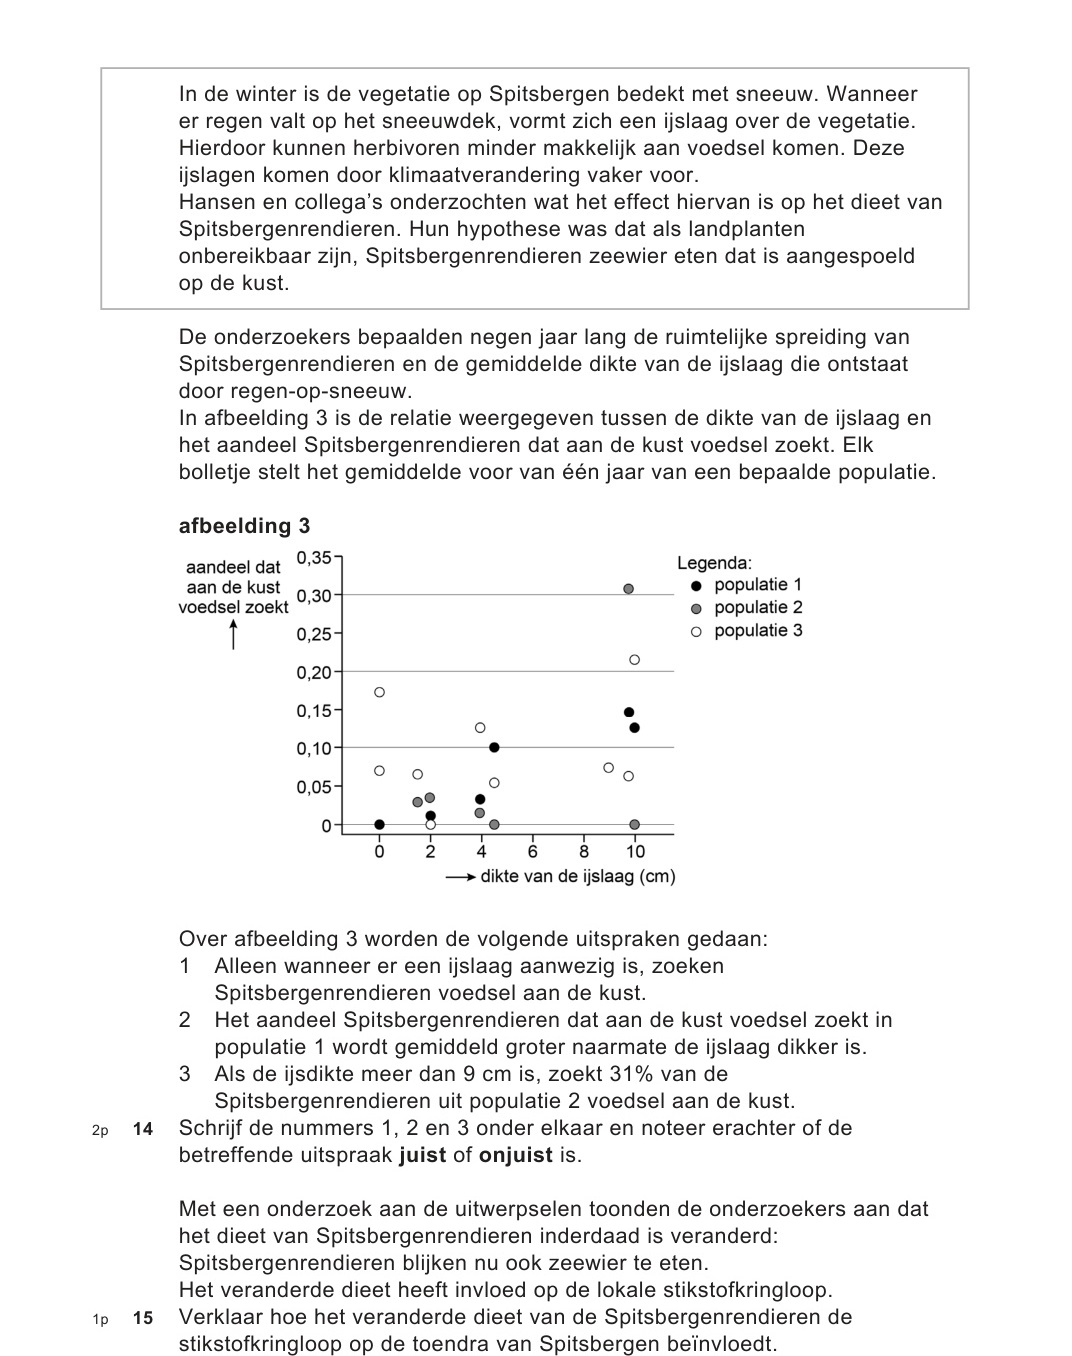 In de winter is de vegetatie op Spitsbergen bedekt met sneeuw. Wanneer
er regen valt op het sneeuwdek, vormt zich een ijslaag over de vegetatie.
Hierdoor kunnen herbivoren minder makkelijk aan voedsel komen. Deze
ijslagen komen door klimaatverandering vaker voor.
Hansen en collega’s onderzochten wat het effect hiervan is op het dieet van
Spitsbergenrendieren. Hun hypothese was dat als landplanten
onbereikbaar zijn, Spitsbergenrendieren zeewier eten dat is aangespoeld
op de kust.
De onderzoekers bepaalden negen jaar lang de ruimtelijke spreiding van
Spitsbergenrendieren en de gemiddelde dikte van de ijslaag die ontstaat
door regen-op-sneeuw.
In afbeelding 3 is de relatie weergegeven tussen de dikte van de ijslaag en
het aandeel Spitsbergenrendieren dat aan de kust voedsel zoekt. Elk
bolletje stelt het gemiddelde voor van één jaar van een bepaalde populatie.
afbeelding 3
aandeel dat
aan de kust
voedsel zoekt
0,35
0,30
0,25
0,20
0,15
0,10
0,05
0
0 2 4 6 8 10
dikte van de ijslaag (cm)
Legenda:
populatie 1
populatie 2
populatie 3
Over afbeelding 3 worden de volgende uitspraken gedaan:
1 Alleen wanneer er een ijslaag aanwezig is, zoeken
Spitsbergenrendieren voedsel aan de kust.
2 Het aandeel Spitsbergenrendieren dat aan de kust voedsel zoekt in
populatie 1 wordt gemiddeld groter naarmate de ijslaag dikker is.
3 Als de ijsdikte meer dan 9 cm is, zoekt 31% van de
Spitsbergenrendieren uit populatie 2 voedsel aan de kust.
2p 14 Schrijf de nummers 1, 2 en 3 onder elkaar en noteer erachter of de
betreffende uitspraak juist of onjuist is.
Met een onderzoek aan de uitwerpselen toonden de onderzoekers aan dat
het dieet van Spitsbergenrendieren inderdaad is veranderd:
Spitsbergenrendieren blijken nu ook zeewier te eten.
Het veranderde dieet heeft invloed op de lokale stikstofkringloop.
1p 15 Verklaar hoe het veranderde dieet van de Spitsbergenrendieren de
stikstofkringloop op de toendra van Spitsbergen beïnvloedt.